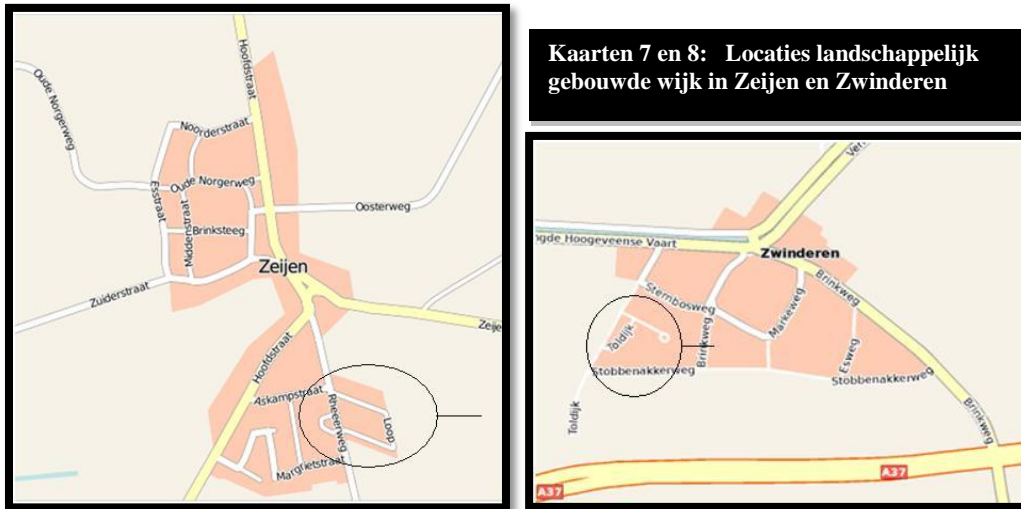 Kaarten 7 en 8: Locaties landschappelijk
gebouwde wijk in Zeijen en Zwinderen
Hoofdstraat
Oude Norgerweg
Noorderstraat
Oude Norgerweg
Esstraat
Middenstraat
Brinksteeg
Oosterweg
Zeijen
Zuiderstraat
Zeije
Hoofdstraat
Askampstraat
Rheeerweg
Loop
Margrietstraat
Ver
ngde Hoogeveense Vaart
Zwinderen
Brinkweg
Stembosweg
Markeweg
Toldijk
Brinkweg
Esweg
Stobbenakkerweg
Stobbenakkerweg
Toldijk
Brinkweg
A37
A37